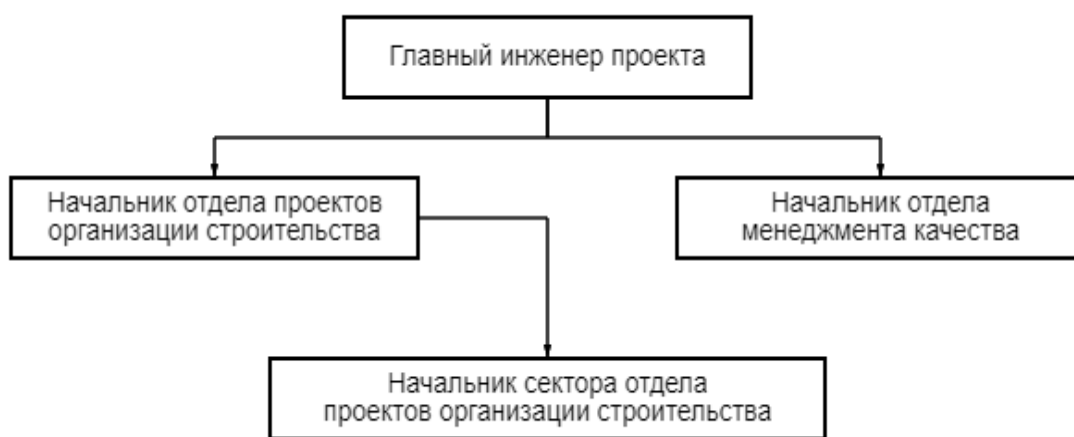 Главный инженер проекта
Начальник отдела проектов
организации строительства
Начальник отдела
менеджмента качества
Начальник сектора отдела
проектов организации строительства